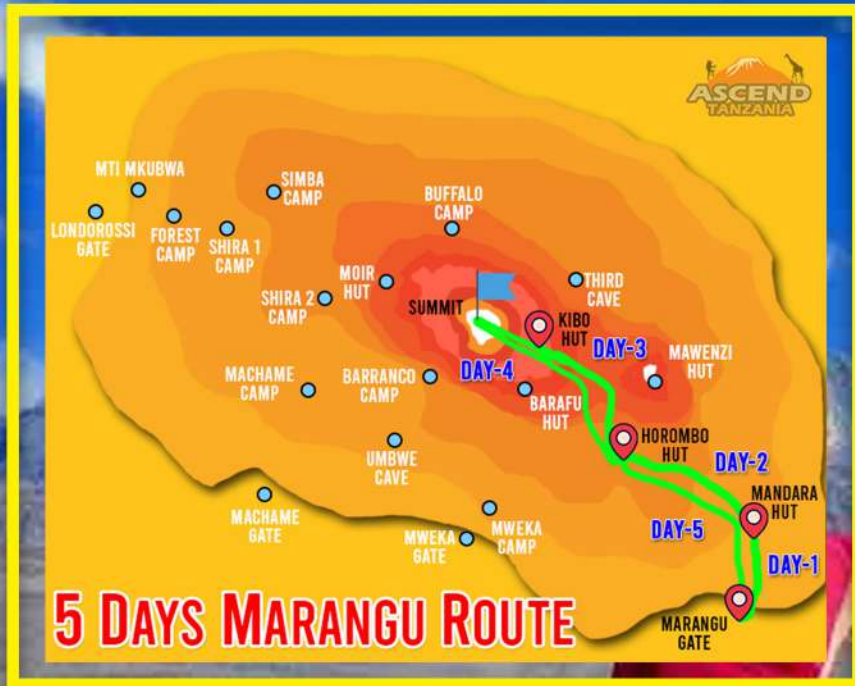 ASCEND
TANZANIA
MTI MKUBWA
SIMBA
CAMP
BUFFALO
CAMP
LONDOROSSI
GATE
FOREST
CAMP
SHIRA 1
CAMP
MOIR
HUT
THIRD
CAVE
SHIRA 2
CAMP
SUMMIT
KIBO
HUT
DAY-3
MAWENZI
HUT
DAY-4
MACHAME
CAMP
BARRANCO
CAMP
BARAFU
HUT
HOROMBO
HUT
UMBWE
CAVE
DAY-2
MANDARA
HUT
MACHAME
GATE
MWEKA
GATE
MWEKA
CAMP
DAY-5
DAY-1
5 DAYS MARANGU ROUTE
MARANGU
GATE